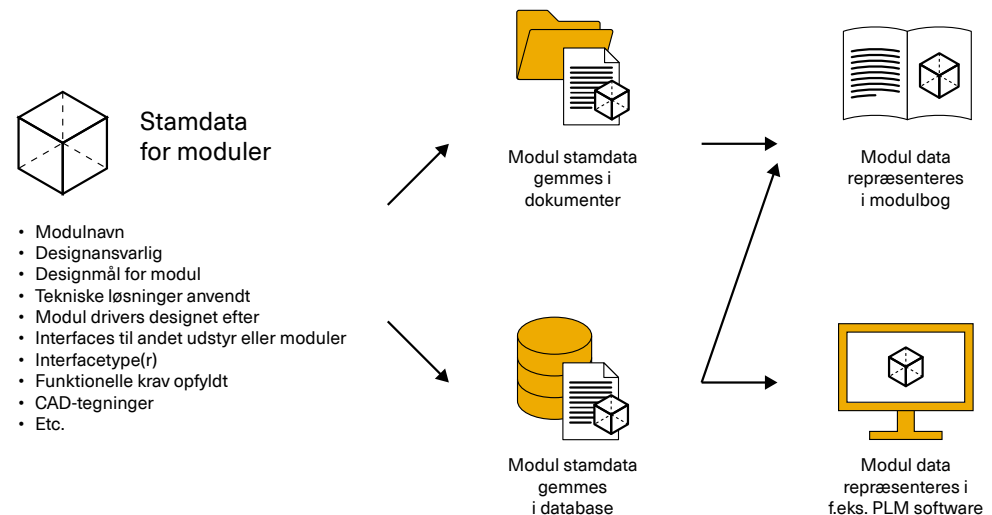 Stamdata
for moduler
• Modulnavn
• Designansvarlig
• Designmål for modul
• Tekniske løsninger anvendt
• Modul drivers designet efter
• Interfaces til andet udstyr eller moduler
• Interfacetype(r)
• Funktionelle krav opfyldt
• CAD-tegninger
• Etc.
Modul stamdata
gemmes i
dokumenter
Modul stamdata
gemmes
i database
Modul data
repræsenteres
i modulbog
Modul data
repræsenteres i
f.eks. PLM software